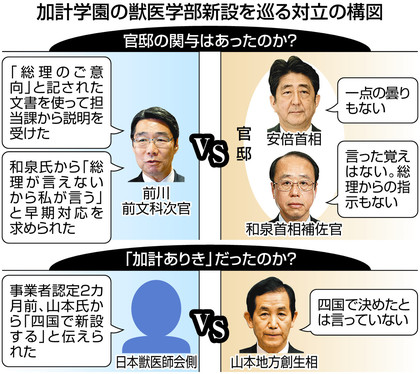 加計学園の獣医学部新設を巡る対立の構図
官邸の関与はあったのか?
「総理のご意
向」と記された
文書を使って担
当課から説明を
受けた
和泉氏から「総
理が言えない
から私が言う」
と早期対応を
求められた
前川
前文科次官
VS
官邸
安倍首相
一点の曇り
もない
和泉首相補佐官
言った覚え
はない。総理
からの指示
もない
「加計ありき」だったのか?
事業者認定2カ
月前、山本氏か
ら「四国で新設
する」と伝えら
れた
日本獣医師会側
VS
山本地方創生相
四国で決めたと
は言っていない